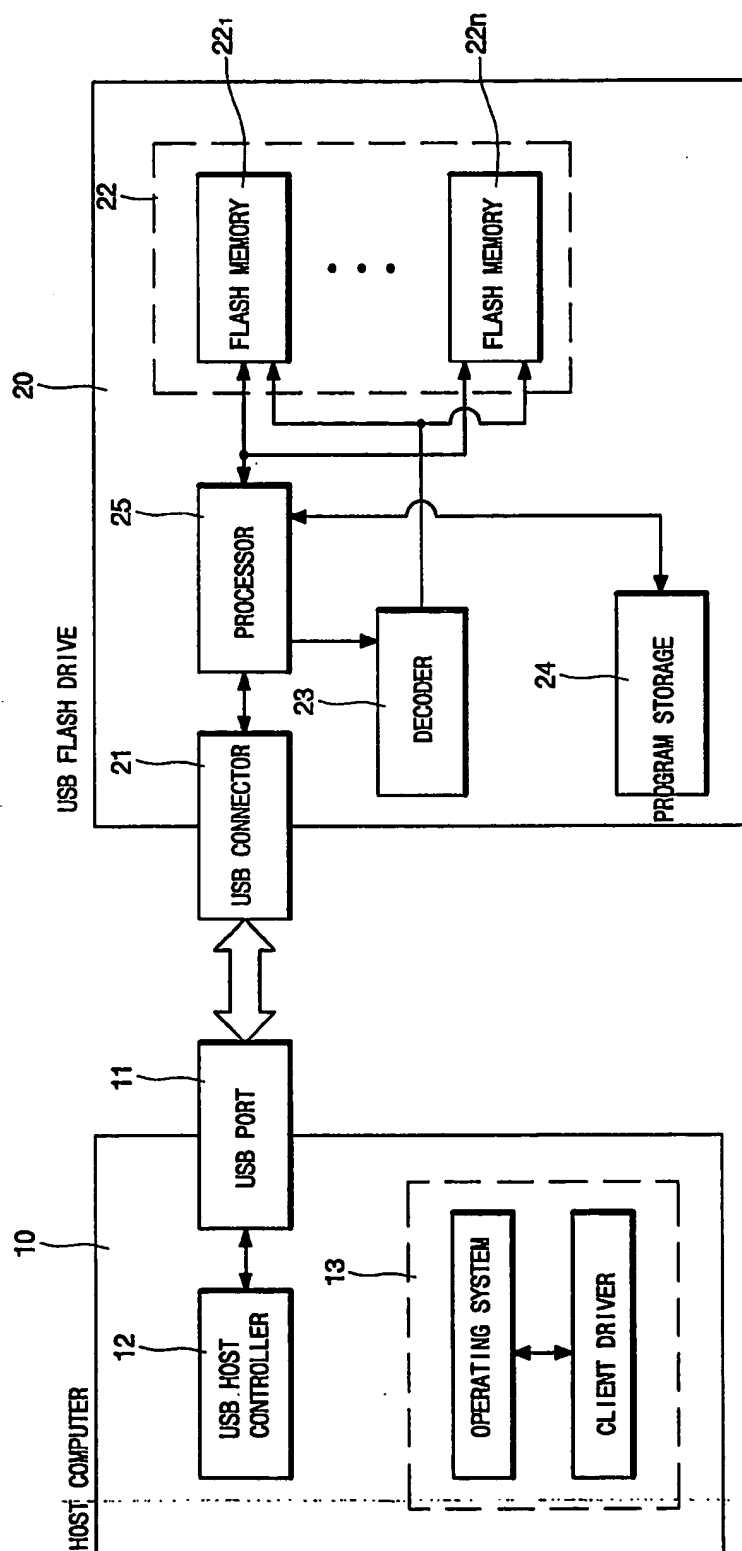 HOST COMPUTER
10
12
USB HOST
CONTROLLER
11
USB PORT
13
OPERATING SYSTEM
CLIENT DRIVER
USB FLASH DRIVE
20
21
USB CONNECTOR
25
PROCESSOR
23
DECODER
24
PROGRAM STORAGE
22
22₁
FLASH MEMORY
• • •
22n
FLASH MEMORY